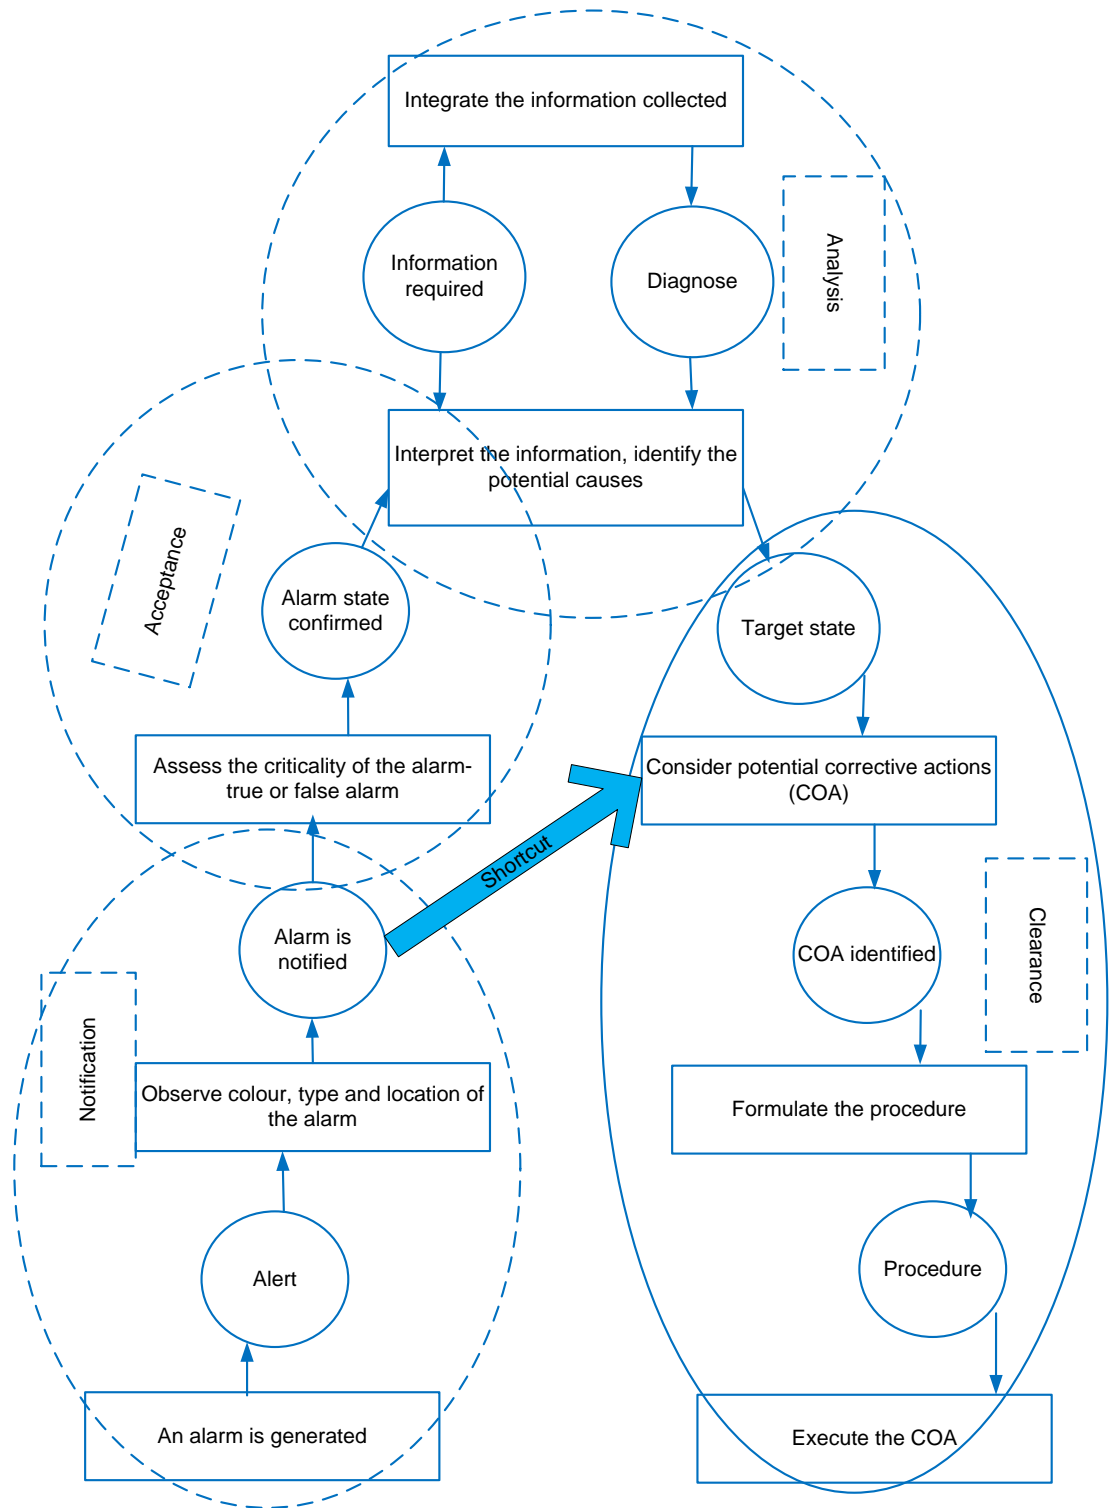 Integrate the information collected
Information
required
Diagnose
Analysis
Interpret the information, identify the
potential causes
Acceptance
Alarm state
confirmed
Target state
Assess the criticality of the alarm-
true or false alarm
Consider potential corrective actions
(COA)
Shortcut
Alarm is
notified
COA identified
Clearance
Notification
Observe colour, type and location of
the alarm
Formulate the procedure
Alert
Procedure
An alarm is generated
Execute the COA